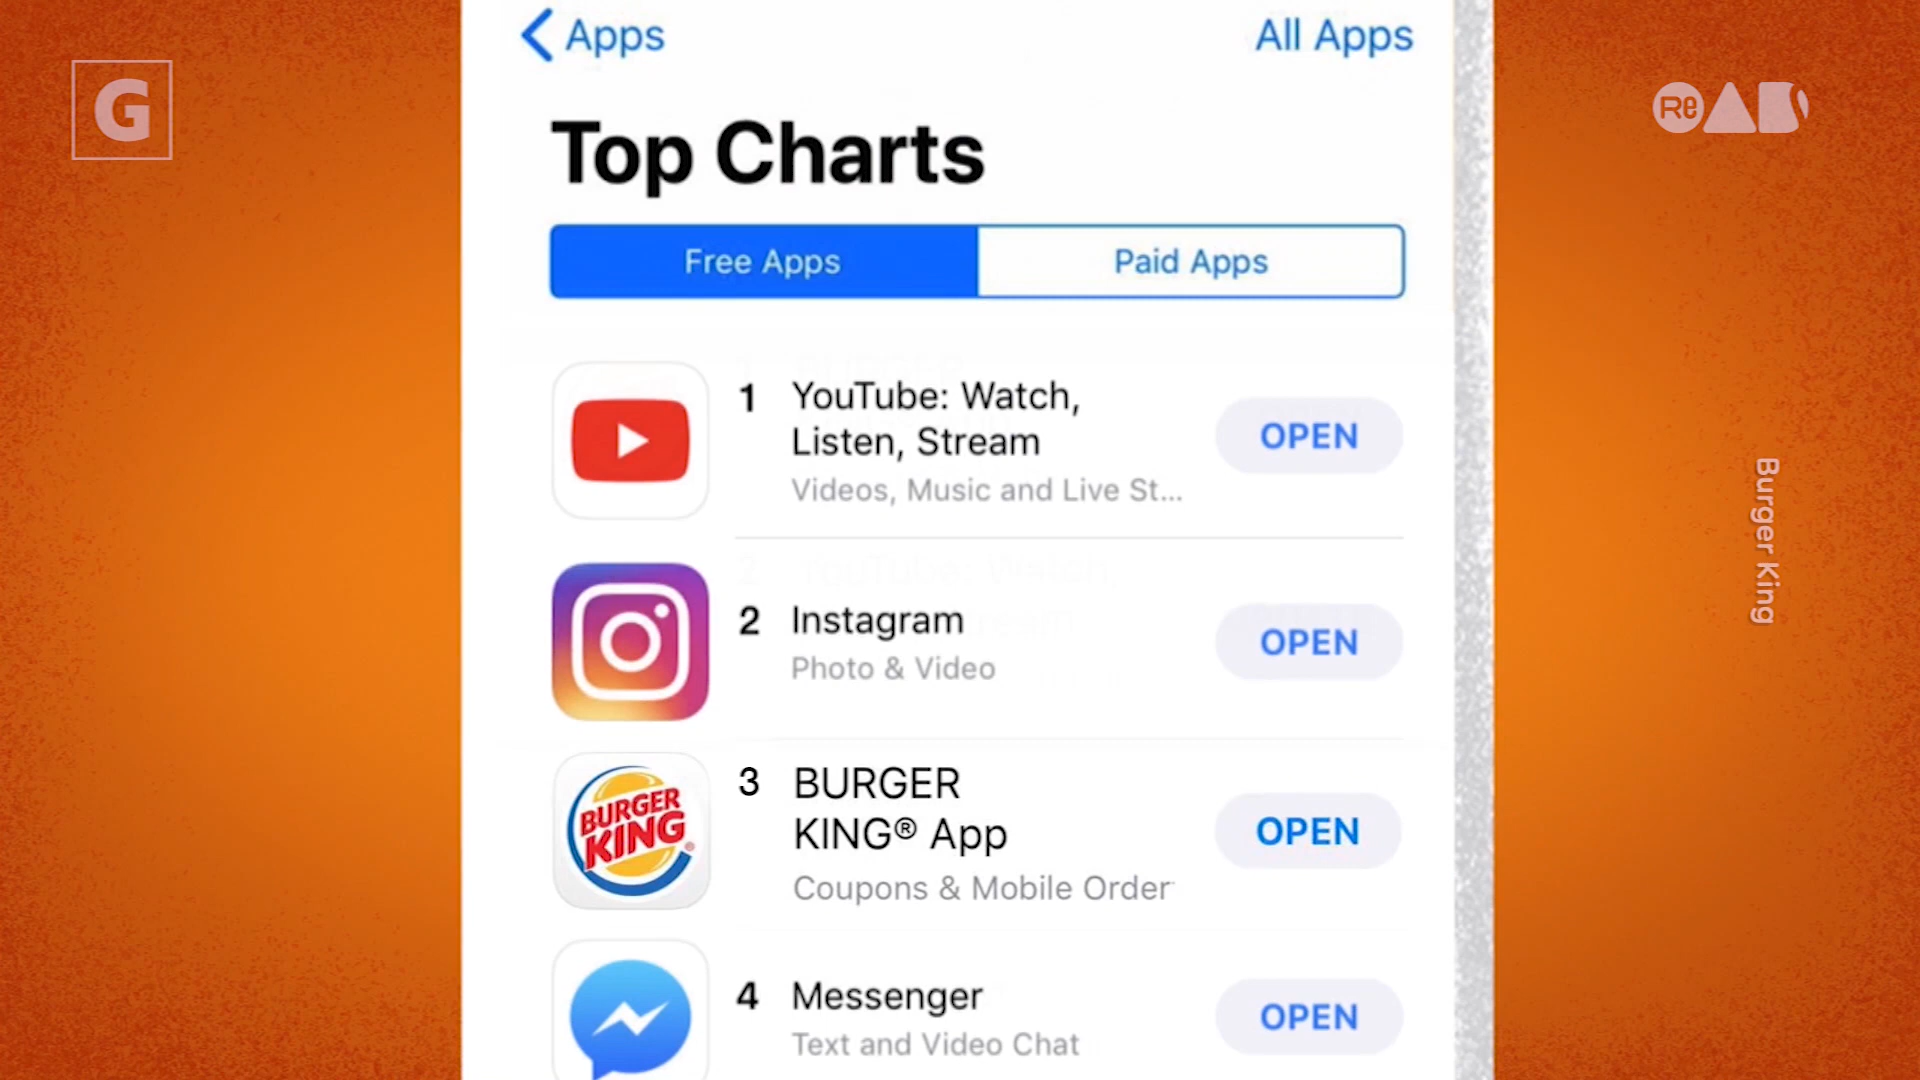 Apps
All Apps
G
Re
Top Charts
Free Apps
Paid Apps
1
YouTube: Watch,
Listen, Stream
Videos, Music and Live St...
OPEN
2
Instagram
Photo & Video
OPEN
Burger King
BURGER
KING®
3
BURGER
KING® App
Coupons & Mobile Order
OPEN
4
Messenger
Text and Video Chat
OPEN